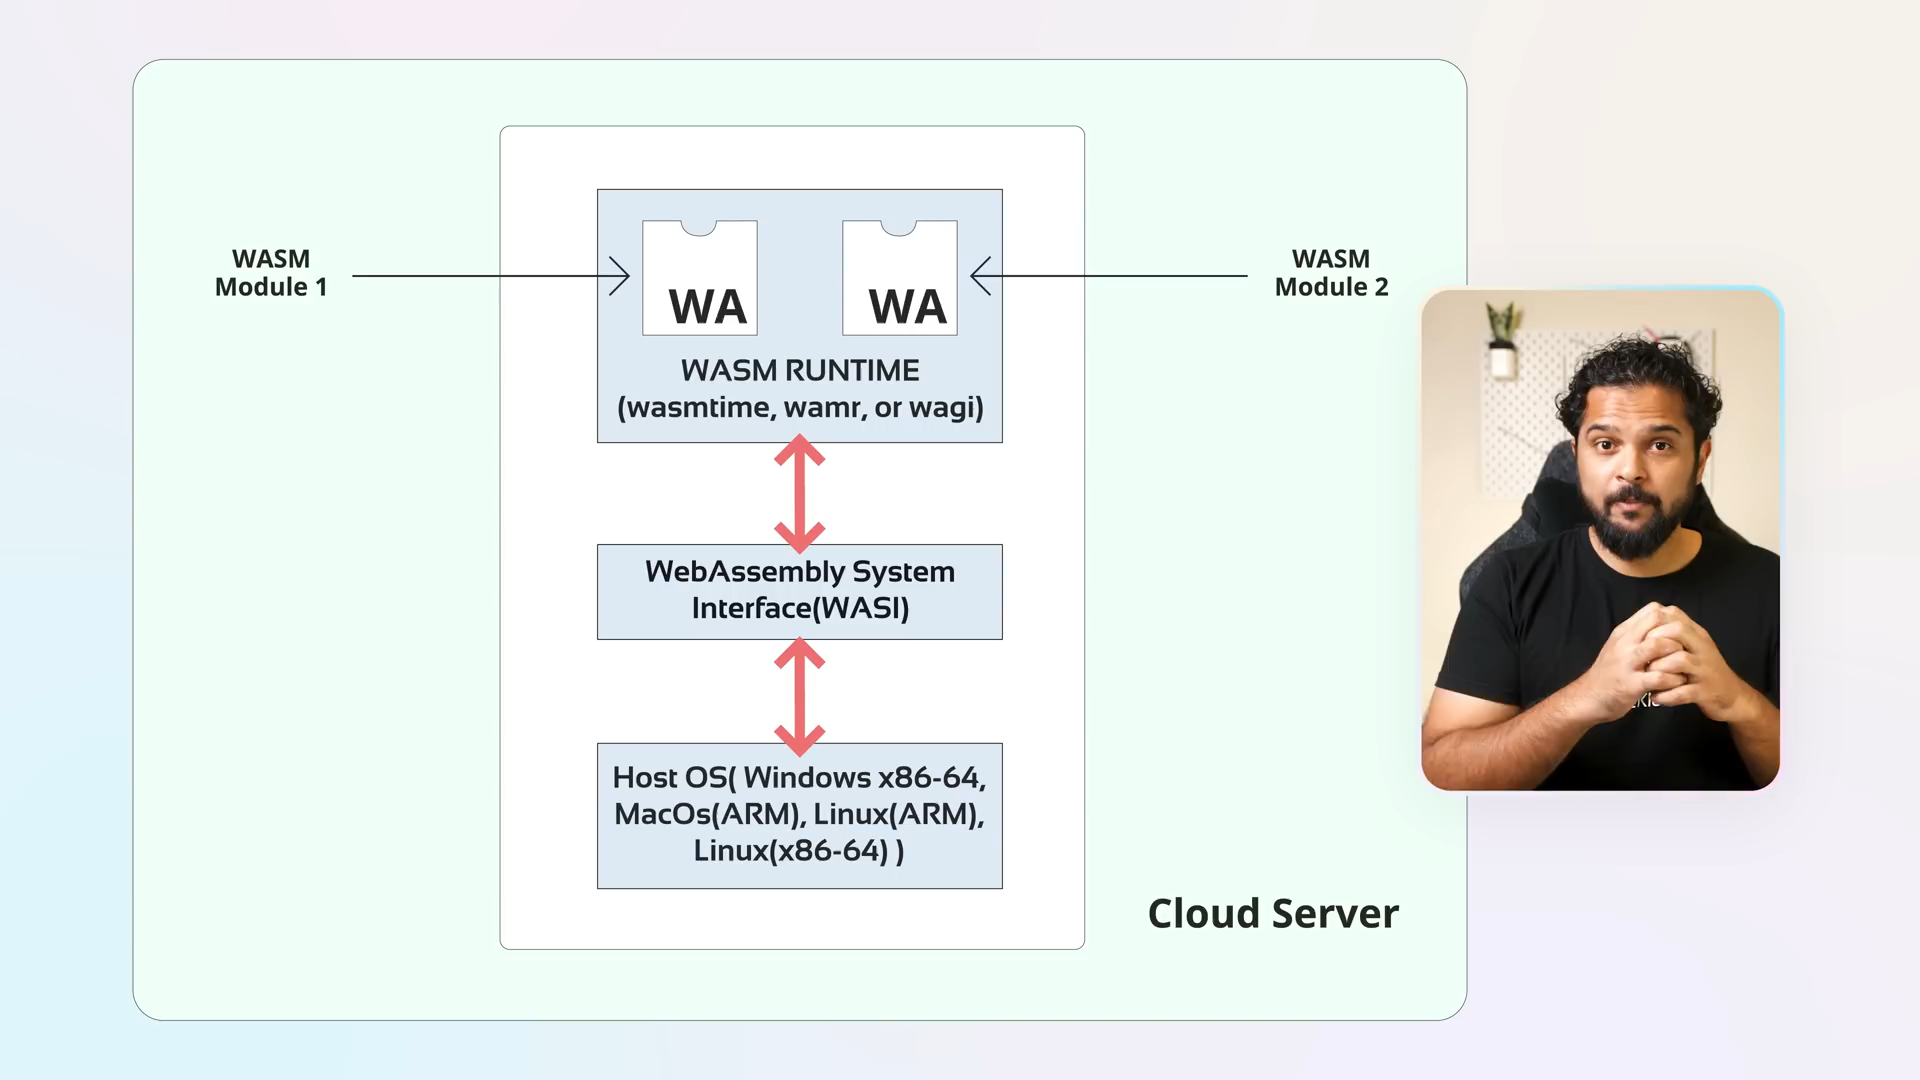 WASM
Module 1
WA
WA
WASM
Module 2
WASM RUNTIME
(wasmtime, wamr, or wagi)
WebAssembly System
Interface(WASI)
Host OS( Windows x86-64,
MacOs(ARM), Linux(ARM),
Linux(x86-64) )
Cloud Server